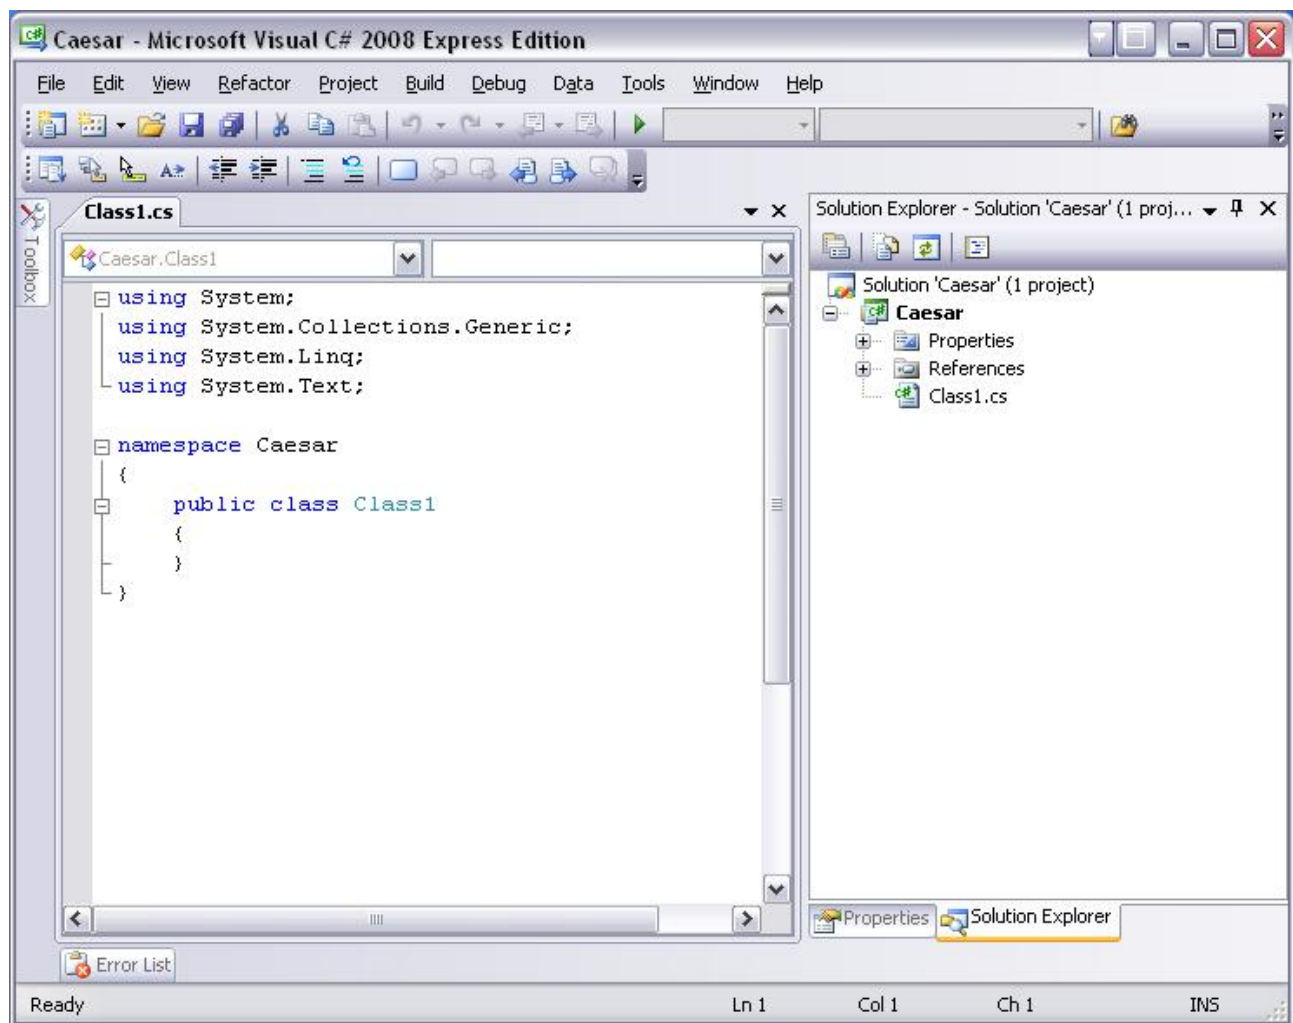 Caesar - Microsoft Visual C# 2008 Express Edition
File Edit View Refactor Project Build Debug Data Tools Window Help
Class1.cs
Solution Explorer - Solution 'Caesar' (1 proj...
Toolbox
Caesar.Class1
using System;
using System.Collections.Generic;
using System.Linq;
using System.Text;
namespace Caesar
{
public class Class1
{
}
}
Solution 'Caesar' (1 project)
Caesar
Properties
References
Class1.cs
Properties Solution Explorer
Error List
Ready Ln 1 Col 1 Ch 1 INS